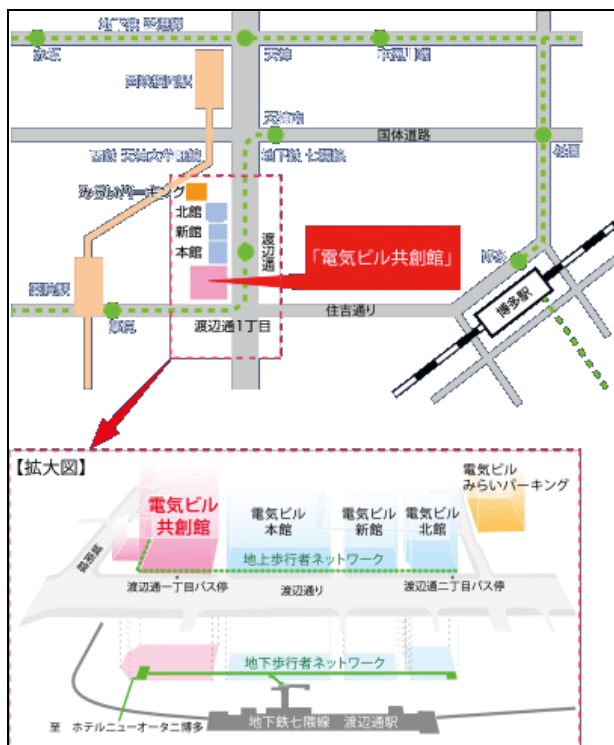 地下鉄 空港線
赤坂
天神
中洲川端
西鉄福岡駅
天神南
国体道路
西鉄 天神大牟田線
地下鉄 七隈線
祇園
みらいパーキング
北館
新館
本館
渡辺通
「電気ビル共創館」
博多
博多駅
薬院駅
薬院
渡辺通1丁目
住吉通り
【拡大図】
電気ビル
共創館
電気ビル
本館
電気ビル
新館
電気ビル
北館
電気ビル
みらいパーキング
地上歩行者ネットワーク
渡辺通一丁目バス停
渡辺通り
渡辺通二丁目バス停
地下歩行者ネットワーク
至 ホテルニューオータニ博多
地下鉄七隈線 渡辺通駅